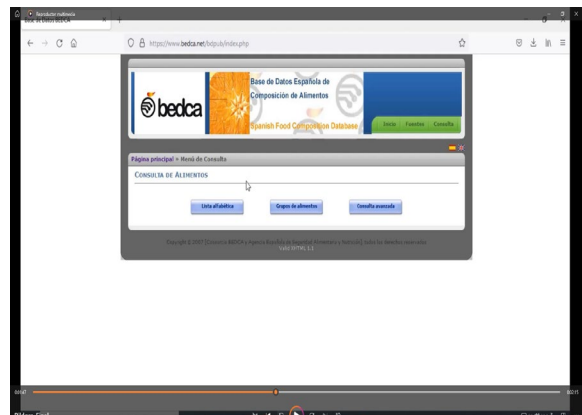 Reproductor multimedia
https://www.bedca.net/bdpub/index.php
bedca
Base de Datos Española de
Composición de Alimentos
Spanish Food Composition Database
Inicio Fuentes Consulta
Página principal » Menú de Consulta
CONSULTA DE ALIMENTOS
Lista alfabética Grupos de alimentos Consulta avanzada